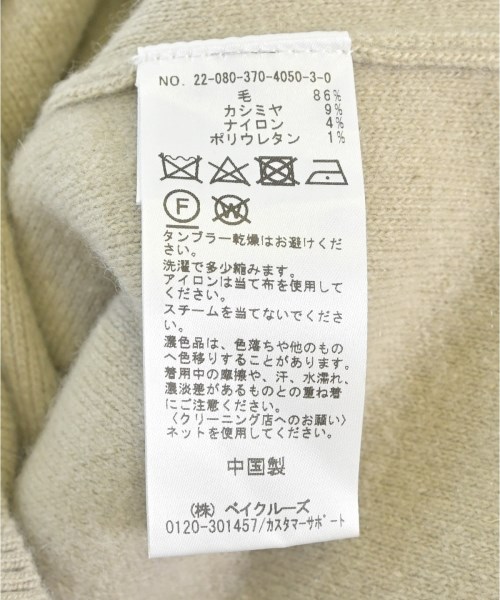 NO. 22-080-370-4050-3-0
毛 86%
カシミヤ 9%
ナイロン 4%
ポリウレタン 1%
F W
タンブラー乾燥はお避けくだ
さい。
洗濯で多少縮みます。
アイロンは当て布を使用して
ください。
スチームを当てないでくださ
い。
濃色品は、色落ちや他のもの
へ色移りすることがあります。
着用中の摩擦や、汗、水濡れ、
濃淡差があるものとの重ね着
にご注意ください。
〈クリーニング店へのお願い〉
ネットを使用してください。
中国製
(株) ベイクルーズ
0120-301457/カスタマーサポート